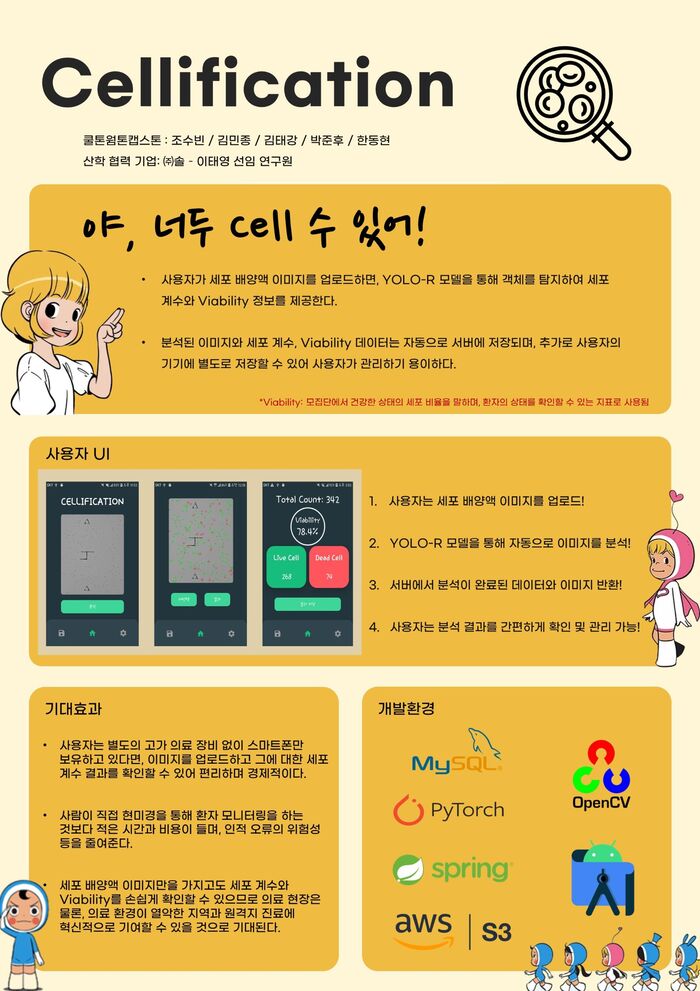 Cellification
쿨톤웜톤캡스톤 : 조수빈 / 김민종 / 김태강 / 박준후 / 한동현
산학 협력 기업: ㈜솔 - 이태영 선임 연구원
야, 너두 cell 수 있어!
• 사용자가 세포 배양액 이미지를 업로드하면, YOLO-R 모델을 통해 객체를 탐지하여 세포
계수와 Viability 정보를 제공한다.
• 분석된 이미지와 세포 계수, Viability 데이터는 자동으로 서버에 저장되며, 추가로 사용자의
기기에 별도로 저장할 수 있어 사용자가 관리하기 용이하다.
*Viability: 모집단에서 건강한 상태의 세포 비율을 말하며, 환자의 상태를 확인할 수 있는 지표로 사용됨
사용자 UI
CELLIFICATION
Total Count: 342
Viability
78.4%
Live Cell
Dead Cell
268
74
1. 사용자는 세포 배양액 이미지를 업로드!
2. YOLO-R 모델을 통해 자동으로 이미지를 분석!
3. 서버에서 분석이 완료된 데이터와 이미지 반환!
4. 사용자는 분석 결과를 간편하게 확인 및 관리 가능!
기대효과
• 사용자는 별도의 고가 의료 장비 없이 스마트폰만
보유하고 있다면, 이미지를 업로드하고 그에 대한 세포
계수 결과를 확인할 수 있어 편리하며 경제적이다.
• 사람이 직접 현미경을 통해 환자 모니터링을 하는
것보다 적은 시간과 비용이 들며, 인적 오류의 위험성
등을 줄여준다.
• 세포 배양액 이미지만을 가지고도 세포 계수와
Viability를 손쉽게 확인할 수 있으므로 의료 현장은
물론, 의료 환경이 열악한 지역과 원격지 진료에
혁신적으로 기여할 수 있을 것으로 기대된다.
개발환경
MySQL®
OpenCV
PyTorch
spring®
aws
S3